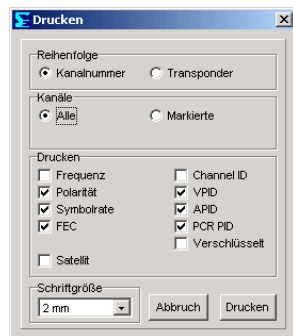 Drucken
Reihenfolge
Kanalnummer Transponder
Kanäle
Alle Markierte
Drucken
Frequenz Channel ID
Polarität VPID
Symbolrate APID
FEC PCR PID
Verschlüsselt
Satellit
Schriftgröße
2 mm Abbruch Drucken